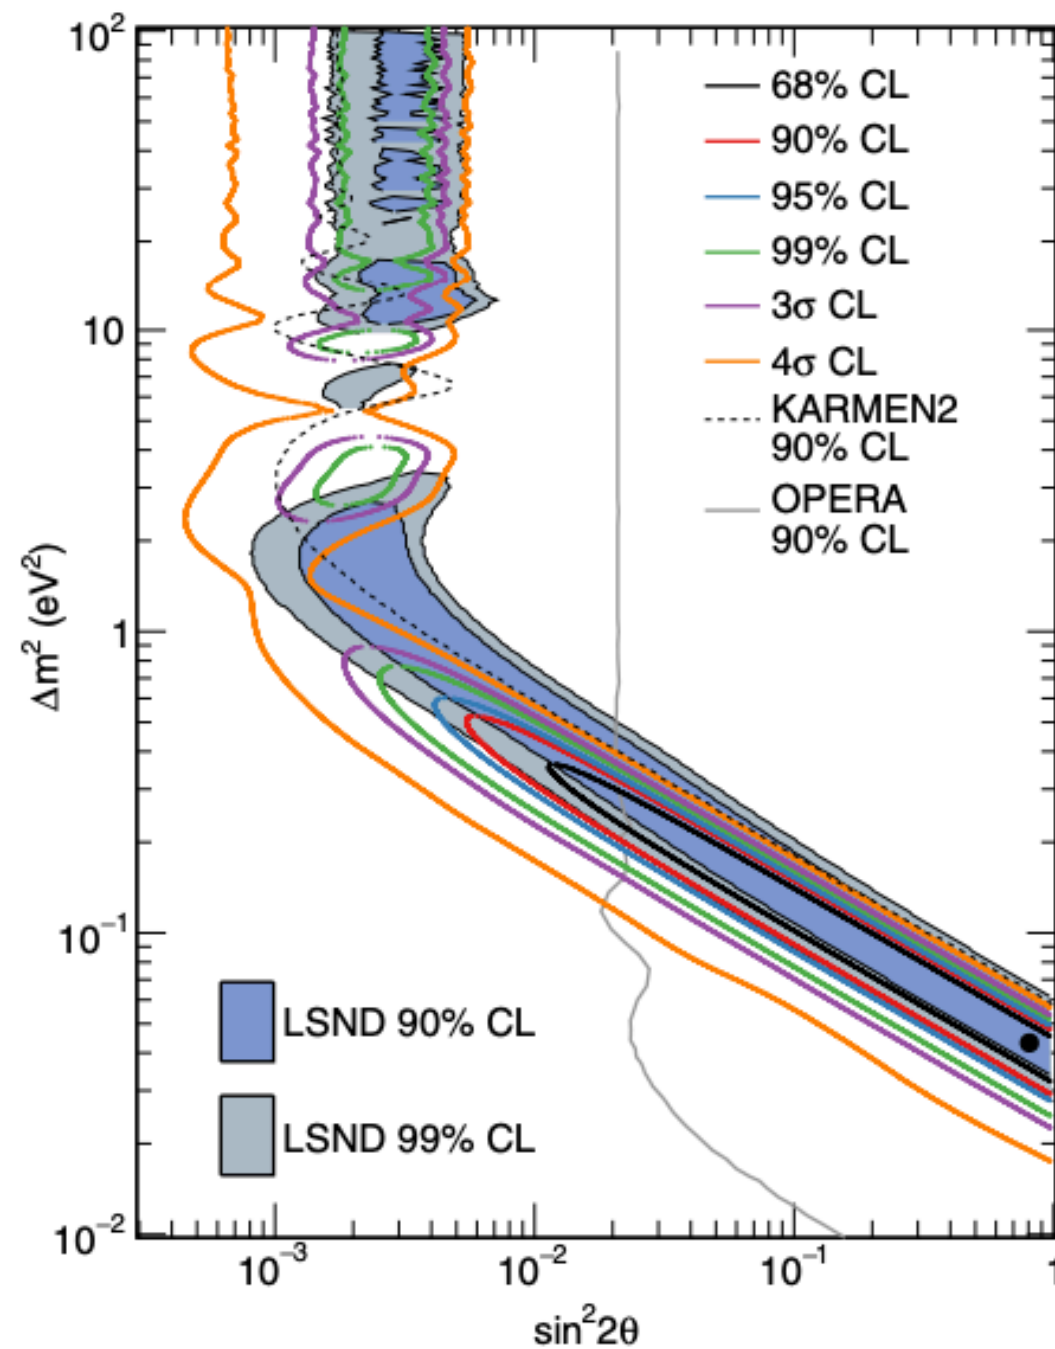 10²
68% CL
90% CL
95% CL
99% CL
3σ CL
4σ CL
KARMEN2
90% CL
OPERA
90% CL
10
Δm² (eV²)
1
10⁻¹
LSND 90% CL
LSND 99% CL
10⁻²
10⁻³
10⁻²
10⁻¹
1
sin²2θ